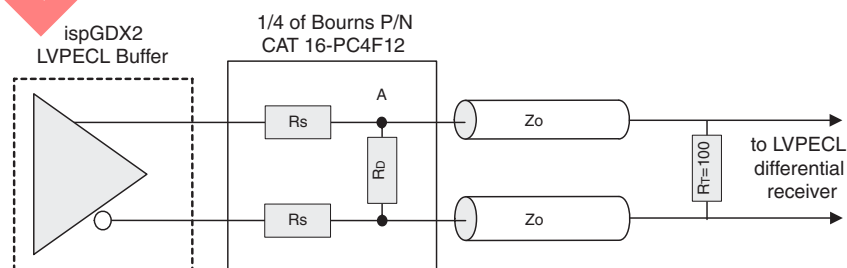 ispGDX2
LVPECL Buffer
1/4 of Bourns P/N
CAT 16-PC4F12
Rs
A
Zo
RD
RT=100
to LVPECL
differential
receiver
Rs
Zo